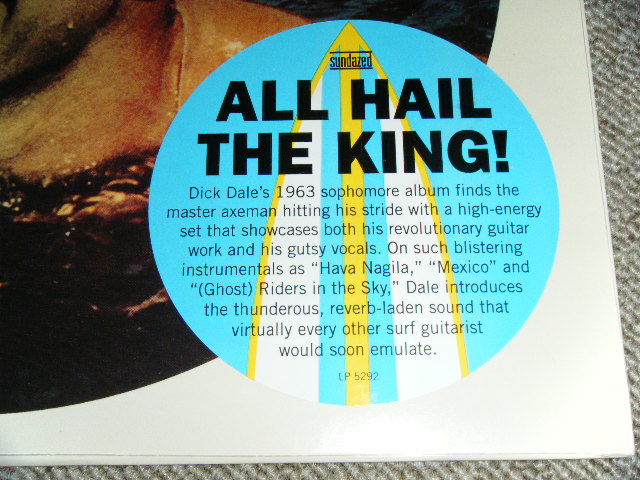 sundazed
ALL HAIL
THE KING!
Dick Dale's 1963 sophomore album finds the
master axeman hitting his stride with a high-energy
set that showcases both his revolutionary guitar
work and his gutsy vocals. On such blistering
instrumentals as “Hava Nagila,” “Mexico” and
“(Ghost) Riders in the Sky,” Dale introduces
the thunderous, reverb-laden sound that
virtually every other surf guitarist
would soon emulate.
LP 5292